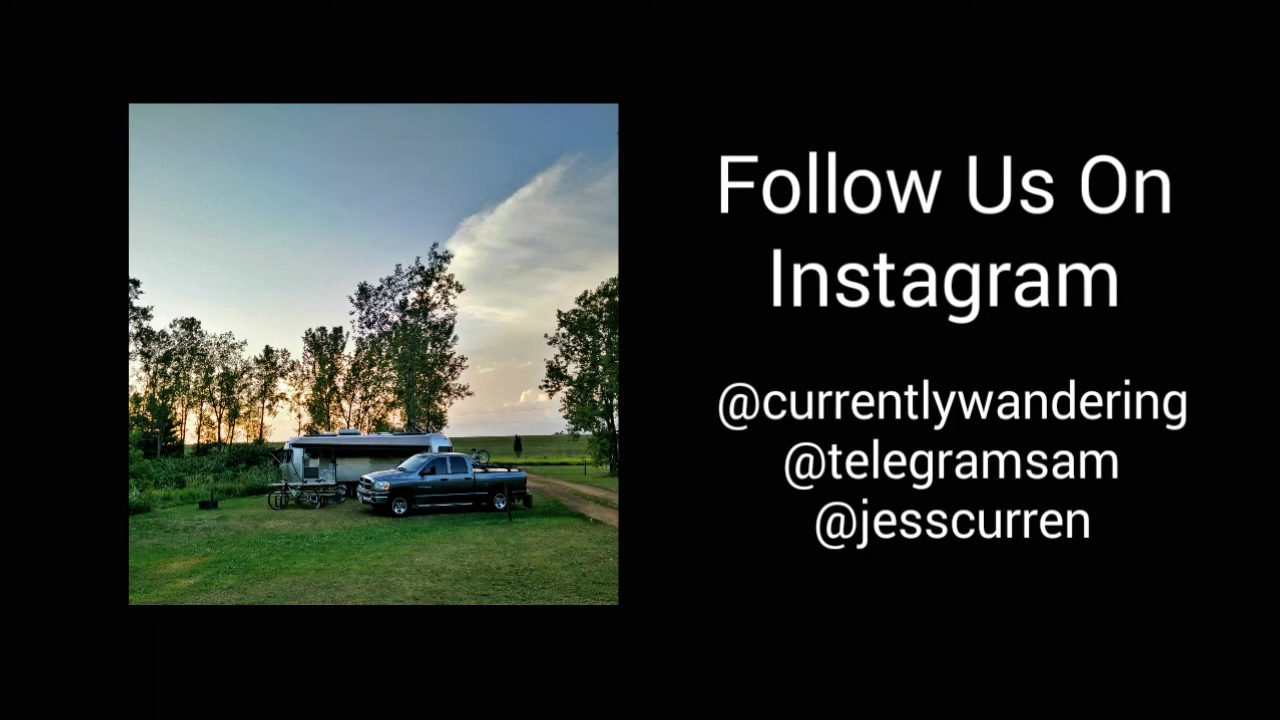 Follow Us On
Instagram
@currentlywandering
@telegramsam
@jesscurren